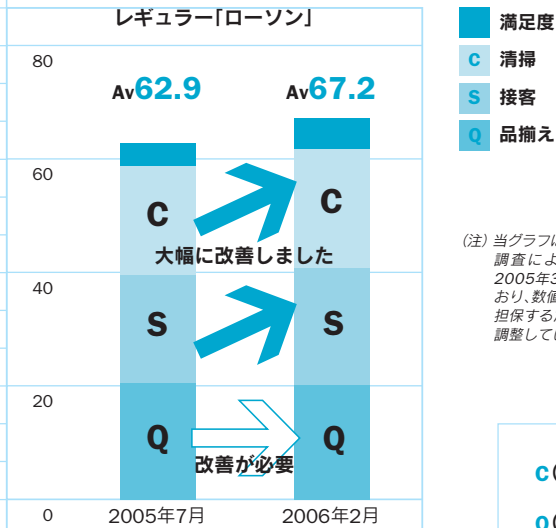 レギュラー「ローソン」
満足度
C 清掃
S 接客
Q 品揃え
80
60
40
20
0
Av62.9
Av67.2
C
C
大幅に改善しました
S
S
Q
Q
改善が必要
2005年7月
2006年2月
(注)当グラフに
調査によ
2005年3
おり、数値
担保する
調整してい
C(
Q(